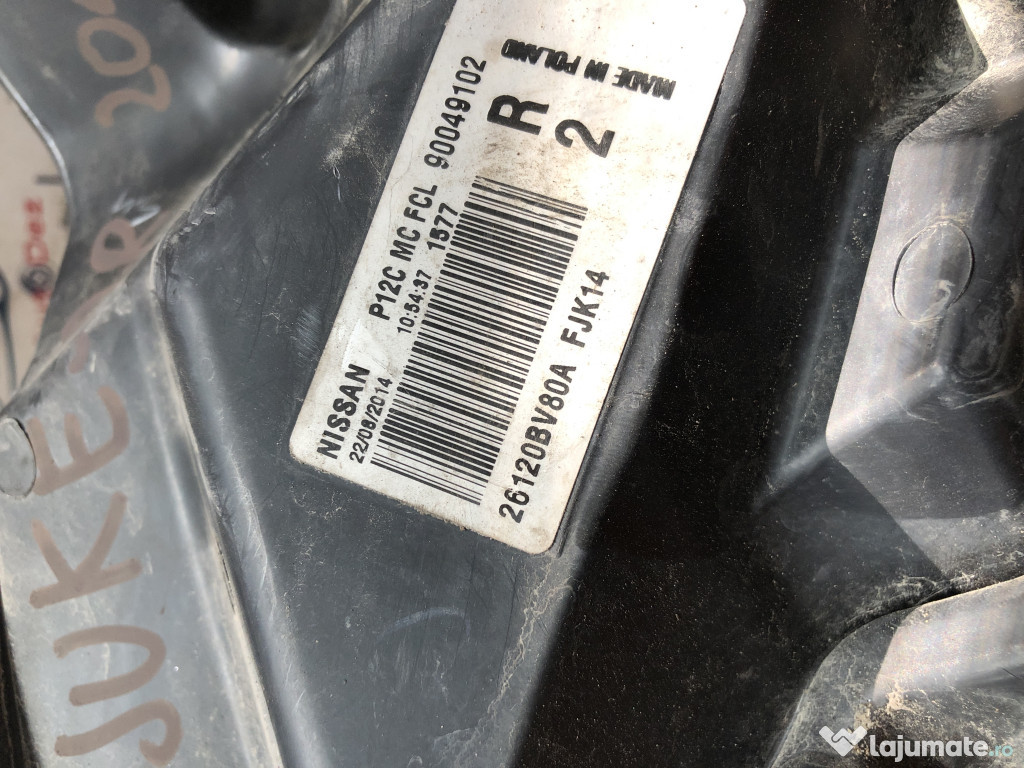 NISSAN P12C MC FCL 90049102
22/08/2014 10:54:37 1577
R
2
26120BV80A FJK14
MADE IN POLAND
JUKE
lajumate.ro